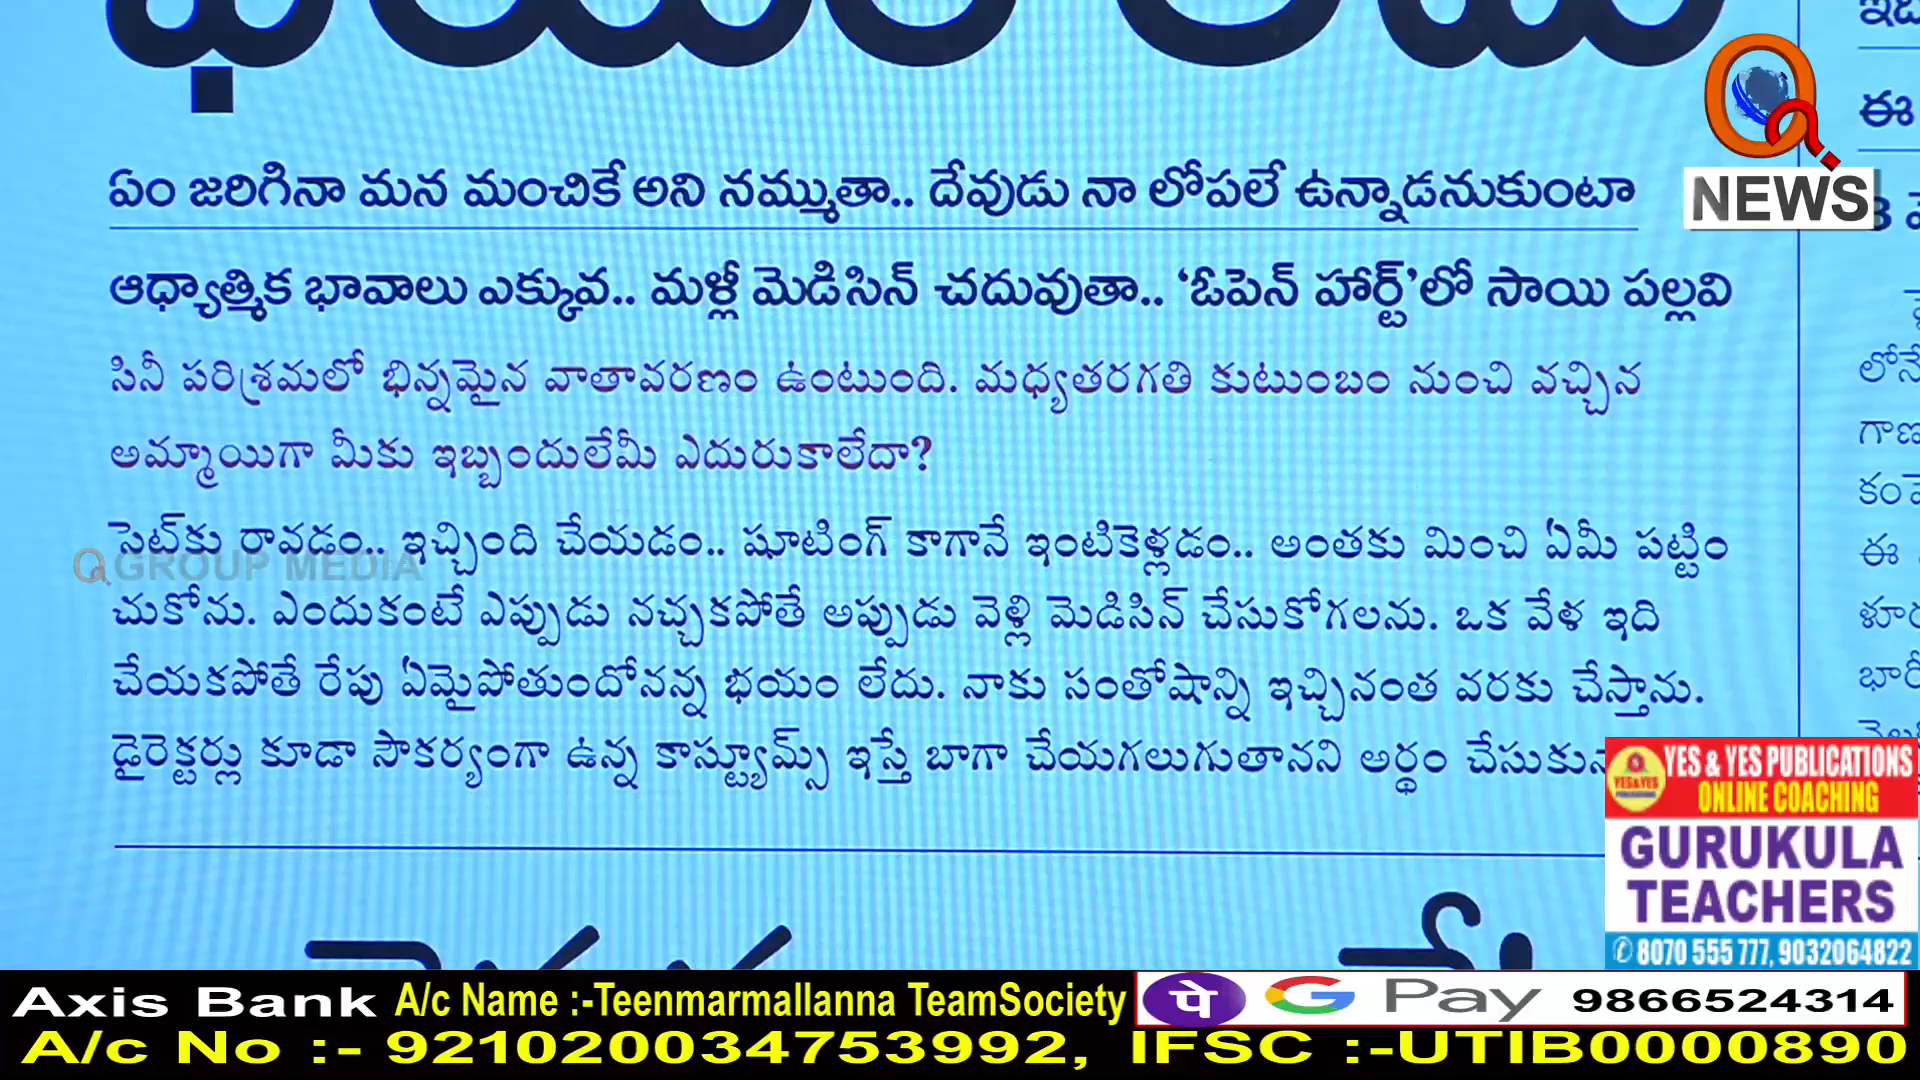 NEWS
ఏం జరిగినా మన మంచికే అని నమ్ముతా.. దేవుడు నా లోపలే ఉన్నాడనుకుంటా
ఆధ్యాత్మిక భావాలు ఎక్కువ.. మళ్లీ మెడిసిన్ చదువుతా.. ‘ఓపెన్ హార్ట్’లో సాయి పల్లవి
సినీ పరిశ్రమలో భిన్నమైన వాతావరణం ఉంటుంది. మధ్యతరగతి కుటుంబం నుంచి వచ్చిన
అమ్మాయిగా మీకు ఇబ్బందులేమీ ఎదురుకాలేదా?
సెట్‌కు రావడం.. ఇచ్చింది చేయడం.. షూటింగ్ కాగానే ఇంటికెళ్లడం.. అంతకు మించి ఏమీ పట్టిం
Q GROUP MEDIA
చుకోను. ఎందుకంటే ఎప్పుడు నచ్చకపోతే అప్పుడు వెళ్లి మెడిసిన్ చేసుకోగలను. ఒక వేళ ఇది
చేయకపోతే రేపు ఏమైపోతుందోనన్న భయం లేదు. నాకు సంతోషాన్ని ఇచ్చినంత వరకు చేస్తాను.
డైరెక్టర్లు కూడా సౌకర్యంగా ఉన్న కాస్ట్యూమ్స్ ఇస్తే బాగా చేయగలుగుతానని అర్థం
ఈ
ఈ
YES & YES PUBLICATIONS
ONLINE COACHING
GURUKULA
TEACHERS
8070 555 777, 9032064822
Axis Bank A/c Name :-Teenmarmallanna TeamSociety
पे G Pay 9866524314
A/c No :- 921020034753992, IFSC :-UTIB0000890